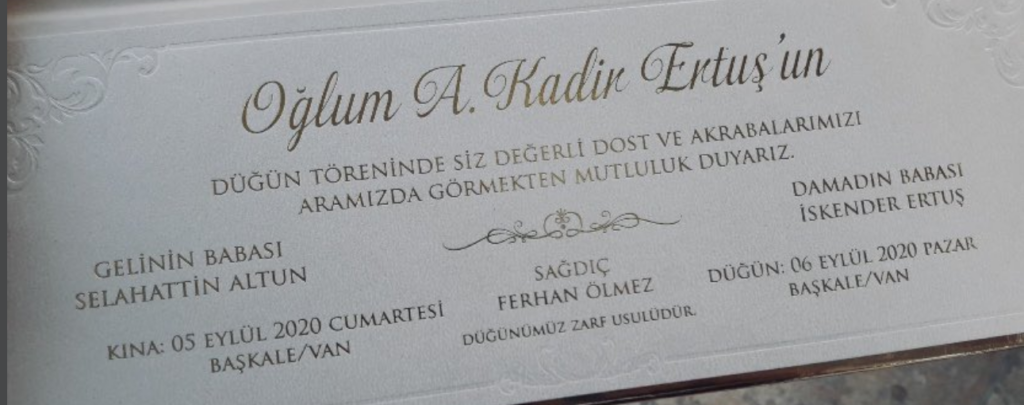 Oğlum A. Kadir Ertuş'un
DÜĞÜN TÖRENİNDE SİZ DEĞERLİ DOST VE AKRABALARIMIZI
ARAMIZDA GÖRMEKTEN MUTLULUK DUYARIZ.
GELİNİN BABASI
SELAHATTİN ALTUN
DAMADIN BABASI
İSKENDER ERTUŞ
KINA: 05 EYLÜL 2020 CUMARTESİ
BAŞKALE/VAN
SAĞDIÇ
FERHAN ÖLMEZ
DÜĞÜNÜMÜZ ZARF USULÜDÜR.
DÜĞÜN: 06 EYLÜL 2020 PAZAR
BAŞKALE/VAN